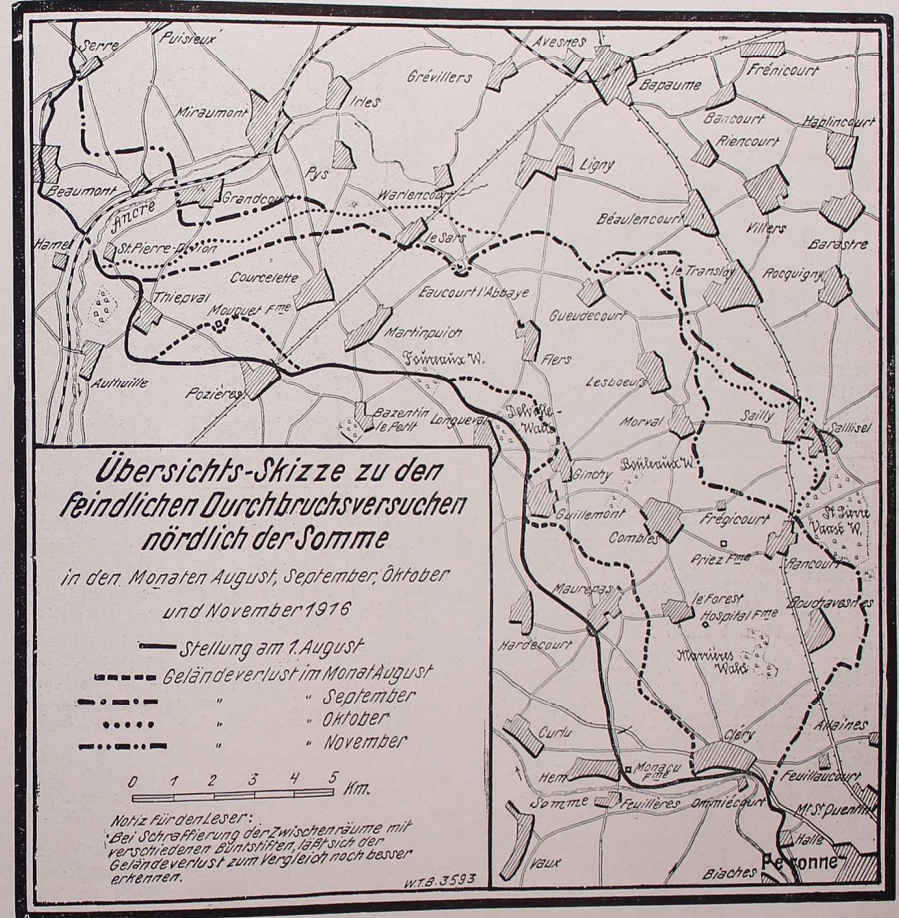 Serre
Puisieux
Avesnes
Grévillers
Bapaume
Frémicourt
Miraumont
Irles
Bancourt
Haplincourt
Riencourt
Pys
Ligny
Beaumont
Grandcourt
Warlencourt
Villers
Ancre
Beaulencourt
Barastre
Hamel
St Pierre-Divion
le Sars
Courcelette
le Transloy
Rocquigny
Eaucourt l'Abbaye
Thiepval
Mouquet Fme
Gueudecourt
Martinpuich
Flers
Foureaux W.
Authuille
Lesboeufs
Pozières
Bazentin
le Petit
Longueval
Delville-
Wald
Morval
Sailly
Saillisel
Ginchy
Bouleaux W.
Guillemont
Frégicourt
St Pierre
Vaast W.
Combles
Priez Fme
Rancourt
Maurepas
le Forest
Hospital Fme
Bouchavesnes
Hardecourt
Marrières
Wald
Curlu
Cléry
Allaines
Hem
Monacu
Fme
Feuillaucourt
Somme
Feuillères
Ommiécourt
Mt. St. Quentin
Halle
Vaux
Biaches
Peronne
Übersichts-Skizze zu den
feindlichen Durchbruchsversuchen
nördlich der Somme
in den Monaten August, September, Oktober
und November 1916
Stellung am 1. August
Geländeverlust im Monat August
" " September
" " Oktober
" " November
0 1 2 3 4 5 Km.
Notiz für den Leser:
Bei Schraffierung der Zwischenräume mit
verschiedenen Buntstiften, läßt sich der
Geländeverlust zum Vergleich noch besser
erkennen.
W.T.B. 3593